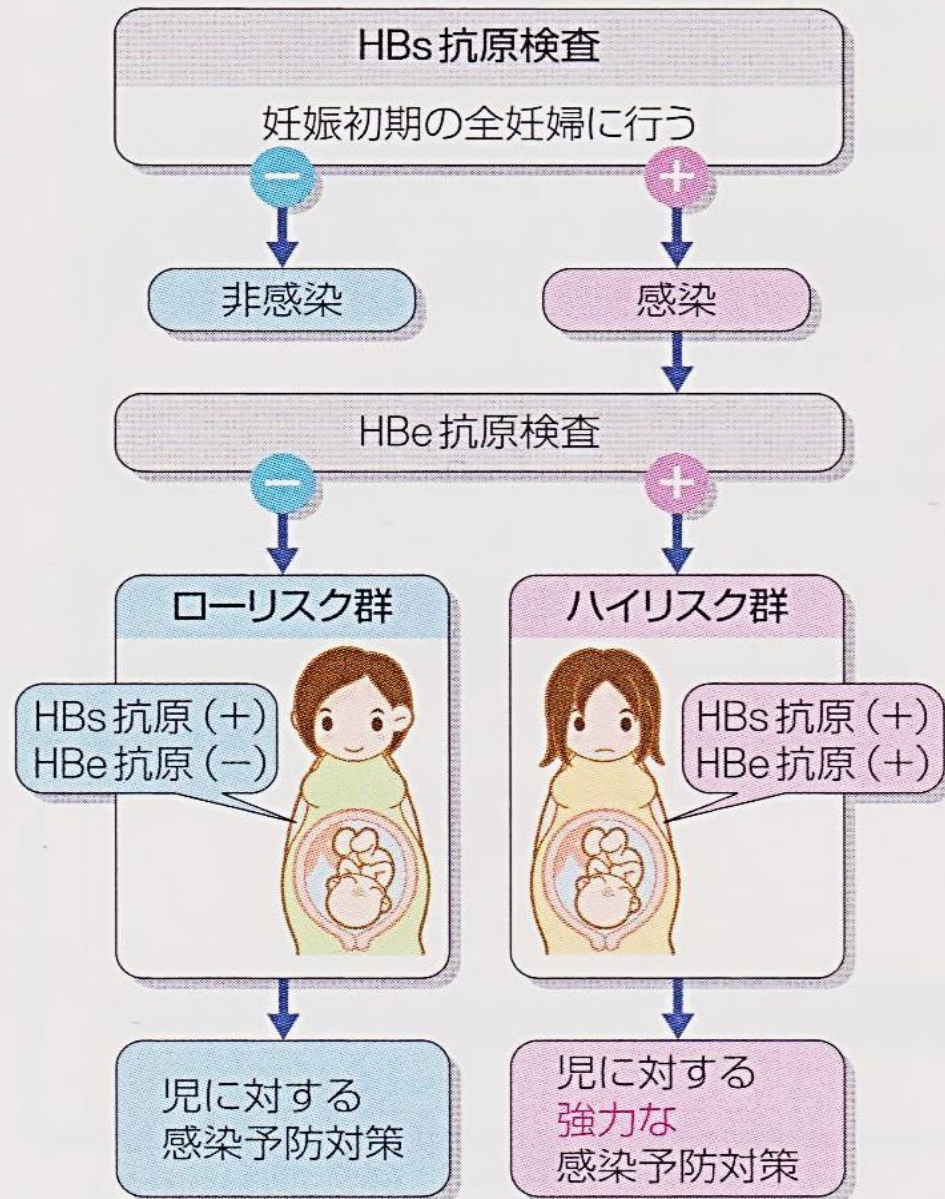 HBs抗原検査
妊娠初期の全妊婦に行う
−
+
非感染
感染
HBe抗原検査
−
+
ローリスク群
HBs抗原(+)
HBe抗原(−)
ハイリスク群
HBs抗原(+)
HBe抗原(+)
児に対する
感染予防対策
児に対する
強力な
感染予防対策